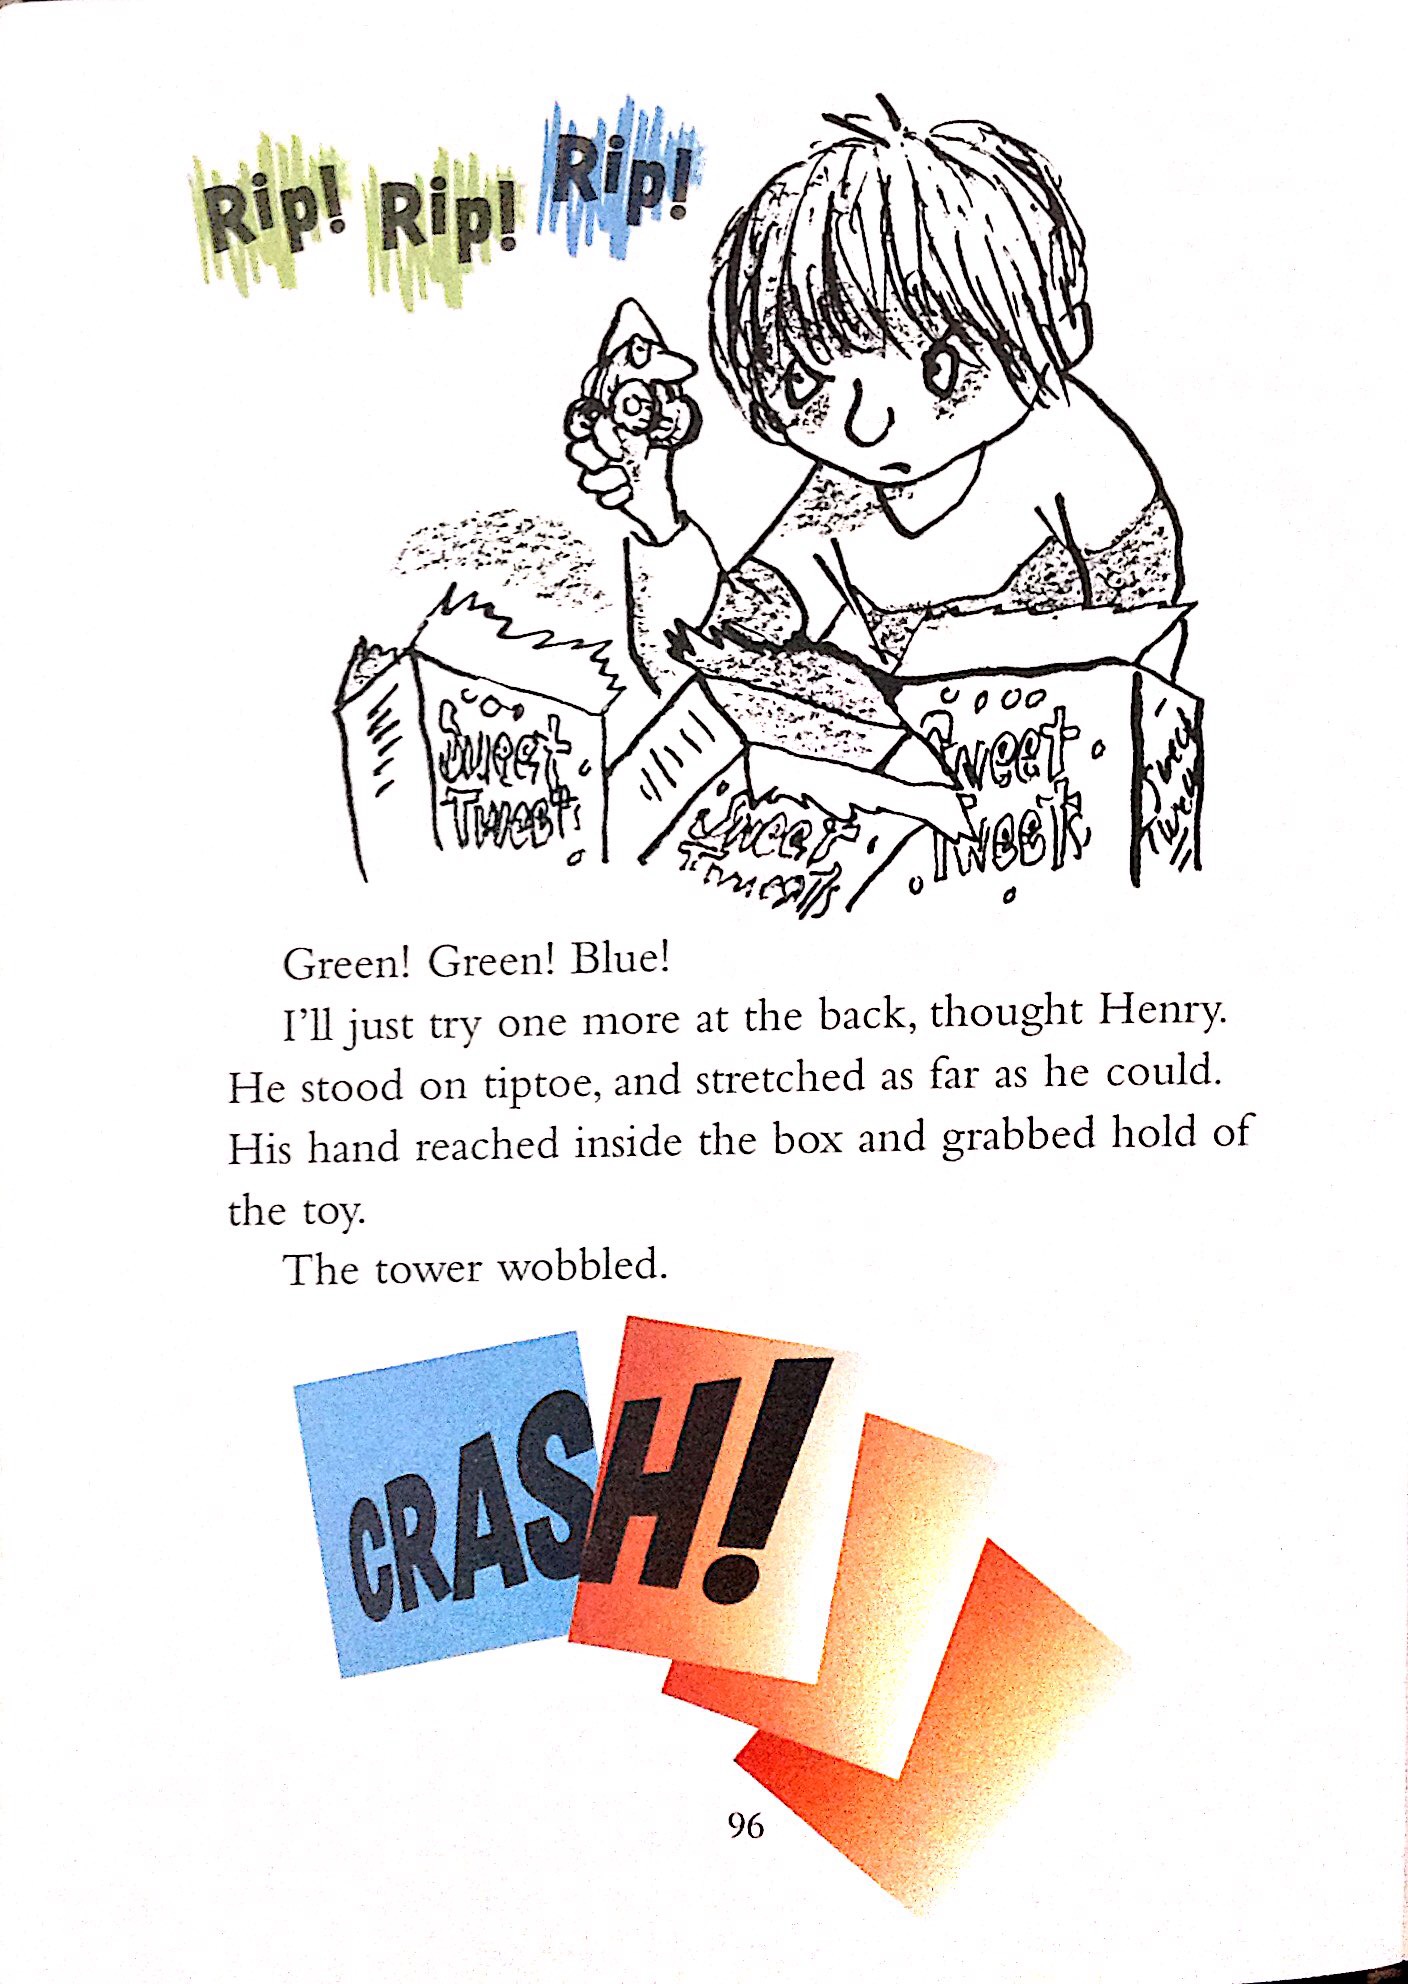 Rip! Rip! Rip!
Sweet
Tweets
Sweet
Tweets
Sweet
Tweek
Green! Green! Blue!
I'll just try one more at the back, thought Henry.
He stood on tiptoe, and stretched as far as he could.
His hand reached inside the box and grabbed hold of
the toy.
The tower wobbled.
CRASH!
96